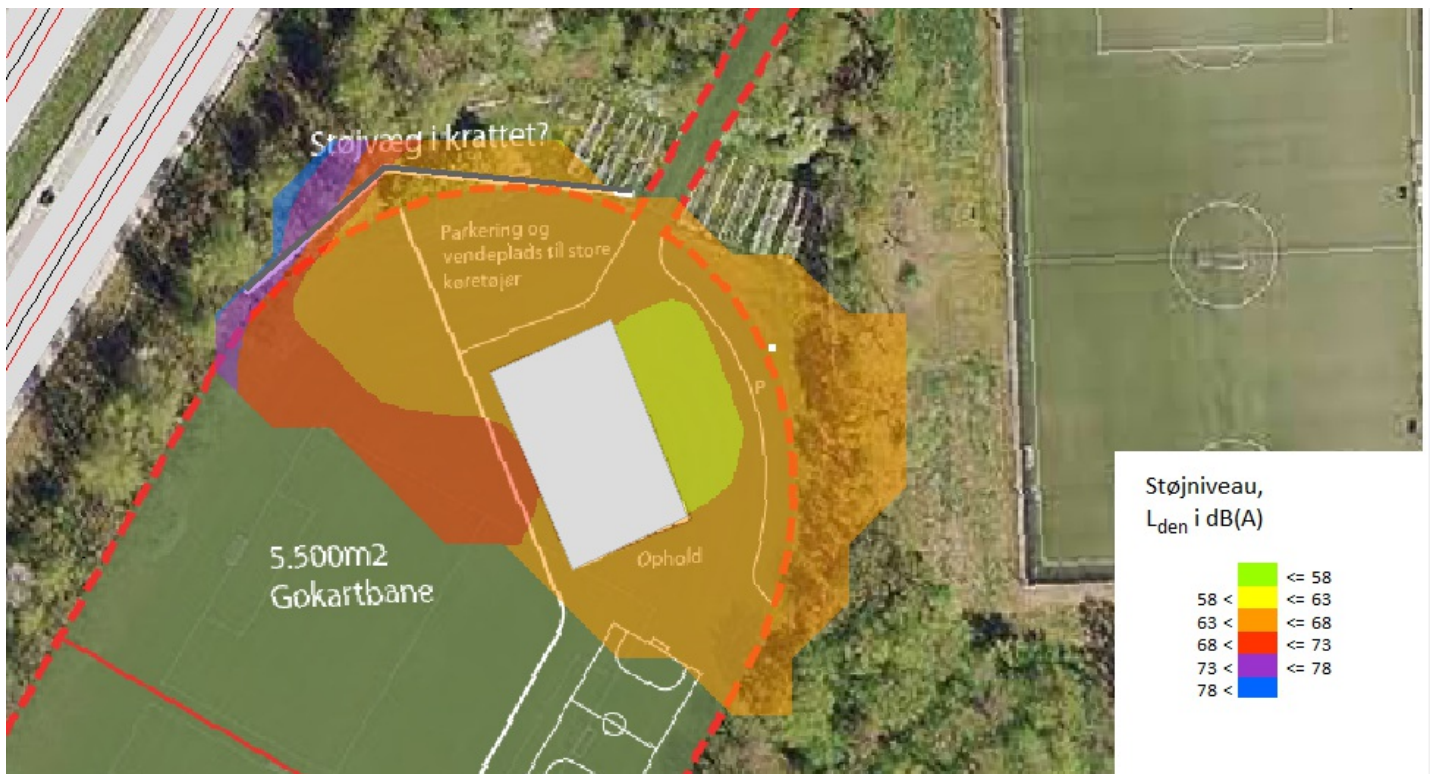 Støjvæg i krattet?
Parkering og
vendeplads til store
køretøjer
P
Ophold
5.500m2
Gokartbane
Støjniveau,
Lden i dB(A)
<= 58
58 < <= 63
63 < <= 68
68 < <= 73
73 < <= 78
78 <